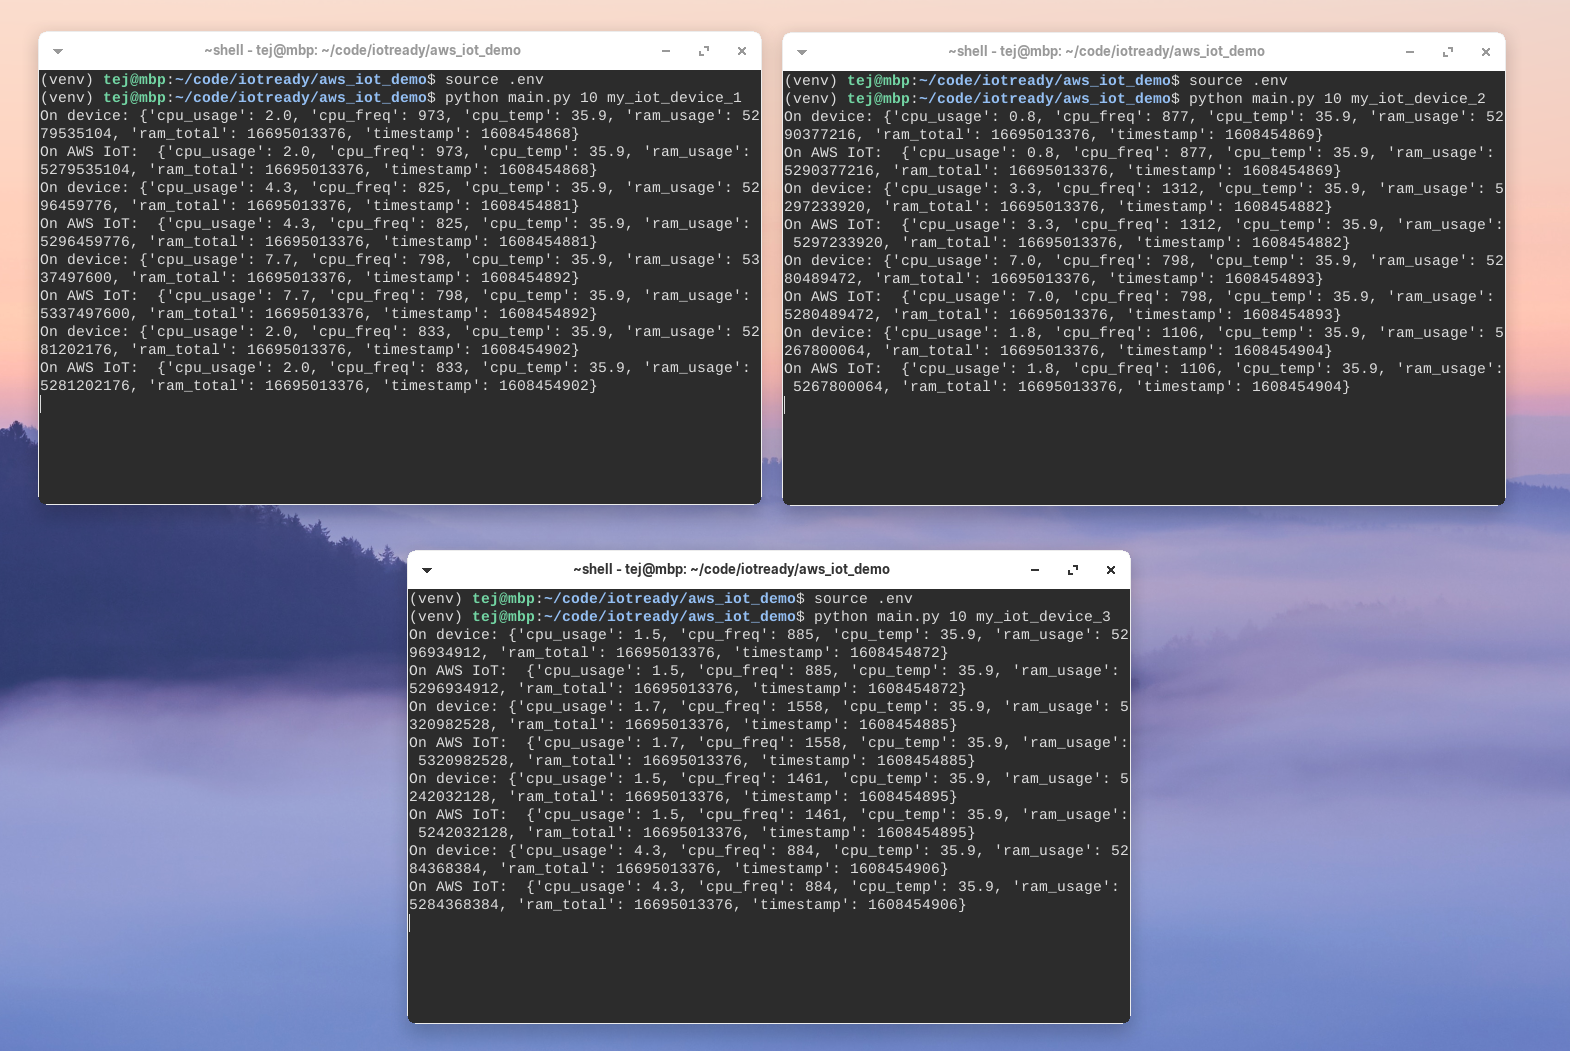 ~shell - tej@mbp: ~/code/iotready/aws_iot_demo
(venv) tej@mbp:~/code/iotready/aws_iot_demo$ source .env
(venv) tej@mbp:~/code/iotready/aws_iot_demo$ python main.py 10 my_iot_device_1
On device: {'cpu_usage': 2.0, 'cpu_freq': 973, 'cpu_temp': 35.9, 'ram_usage': 52
79535104, 'ram_total': 16695013376, 'timestamp': 1608454868}
On AWS IoT:  {'cpu_usage': 2.0, 'cpu_freq': 973, 'cpu_temp': 35.9, 'ram_usage':
5279535104, 'ram_total': 16695013376, 'timestamp': 1608454868}
On device: {'cpu_usage': 4.3, 'cpu_freq': 825, 'cpu_temp': 35.9, 'ram_usage': 52
96459776, 'ram_total': 16695013376, 'timestamp': 1608454881}
On AWS IoT:  {'cpu_usage': 4.3, 'cpu_freq': 825, 'cpu_temp': 35.9, 'ram_usage':
5296459776, 'ram_total': 16695013376, 'timestamp': 1608454881}
On device: {'cpu_usage': 7.7, 'cpu_freq': 798, 'cpu_temp': 35.9, 'ram_usage': 53
37497600, 'ram_total': 16695013376, 'timestamp': 1608454892}
On AWS IoT:  {'cpu_usage': 7.7, 'cpu_freq': 798, 'cpu_temp': 35.9, 'ram_usage':
5337497600, 'ram_total': 16695013376, 'timestamp': 1608454892}
On device: {'cpu_usage': 2.0, 'cpu_freq': 833, 'cpu_temp': 35.9, 'ram_usage': 52
81202176, 'ram_total': 16695013376, 'timestamp': 1608454902}
On AWS IoT:  {'cpu_usage': 2.0, 'cpu_freq': 833, 'cpu_temp': 35.9, 'ram_usage':
5281202176, 'ram_total': 16695013376, 'timestamp': 1608454902}
~shell - tej@mbp: ~/code/iotready/aws_iot_demo
(venv) tej@mbp:~/code/iotready/aws_iot_demo$ source .env
(venv) tej@mbp:~/code/iotready/aws_iot_demo$ python main.py 10 my_iot_device_2
On device: {'cpu_usage': 0.8, 'cpu_freq': 877, 'cpu_temp': 35.9, 'ram_usage': 52
90377216, 'ram_total': 16695013376, 'timestamp': 1608454869}
On AWS IoT:  {'cpu_usage': 0.8, 'cpu_freq': 877, 'cpu_temp': 35.9, 'ram_usage':
5290377216, 'ram_total': 16695013376, 'timestamp': 1608454869}
On device: {'cpu_usage': 3.3, 'cpu_freq': 1312, 'cpu_temp': 35.9, 'ram_usage': 5
297233920, 'ram_total': 16695013376, 'timestamp': 1608454882}
On AWS IoT:  {'cpu_usage': 3.3, 'cpu_freq': 1312, 'cpu_temp': 35.9, 'ram_usage':
 5297233920, 'ram_total': 16695013376, 'timestamp': 1608454882}
On device: {'cpu_usage': 7.0, 'cpu_freq': 798, 'cpu_temp': 35.9, 'ram_usage': 52
80489472, 'ram_total': 16695013376, 'timestamp': 1608454893}
On AWS IoT:  {'cpu_usage': 7.0, 'cpu_freq': 798, 'cpu_temp': 35.9, 'ram_usage':
5280489472, 'ram_total': 16695013376, 'timestamp': 1608454893}
On device: {'cpu_usage': 1.8, 'cpu_freq': 1106, 'cpu_temp': 35.9, 'ram_usage': 5
267800064, 'ram_total': 16695013376, 'timestamp': 1608454904}
On AWS IoT:  {'cpu_usage': 1.8, 'cpu_freq': 1106, 'cpu_temp': 35.9, 'ram_usage':
 5267800064, 'ram_total': 16695013376, 'timestamp': 1608454904}
~shell - tej@mbp: ~/code/iotready/aws_iot_demo
(venv) tej@mbp:~/code/iotready/aws_iot_demo$ source .env
(venv) tej@mbp:~/code/iotready/aws_iot_demo$ python main.py 10 my_iot_device_3
On device: {'cpu_usage': 1.5, 'cpu_freq': 885, 'cpu_temp': 35.9, 'ram_usage': 52
96934912, 'ram_total': 16695013376, 'timestamp': 1608454872}
On AWS IoT:  {'cpu_usage': 1.5, 'cpu_freq': 885, 'cpu_temp': 35.9, 'ram_usage':
5296934912, 'ram_total': 16695013376, 'timestamp': 1608454872}
On device: {'cpu_usage': 1.7, 'cpu_freq': 1558, 'cpu_temp': 35.9, 'ram_usage': 5
320982528, 'ram_total': 16695013376, 'timestamp': 1608454885}
On AWS IoT:  {'cpu_usage': 1.7, 'cpu_freq': 1558, 'cpu_temp': 35.9, 'ram_usage':
 5320982528, 'ram_total': 16695013376, 'timestamp': 1608454885}
On device: {'cpu_usage': 1.5, 'cpu_freq': 1461, 'cpu_temp': 35.9, 'ram_usage': 5
242032128, 'ram_total': 16695013376, 'timestamp': 1608454895}
On AWS IoT:  {'cpu_usage': 1.5, 'cpu_freq': 1461, 'cpu_temp': 35.9, 'ram_usage':
 5242032128, 'ram_total': 16695013376, 'timestamp': 1608454895}
On device: {'cpu_usage': 4.3, 'cpu_freq': 884, 'cpu_temp': 35.9, 'ram_usage': 52
84368384, 'ram_total': 16695013376, 'timestamp': 1608454906}
On AWS IoT:  {'cpu_usage': 4.3, 'cpu_freq': 884, 'cpu_temp': 35.9, 'ram_usage':
5284368384, 'ram_total': 16695013376, 'timestamp': 1608454906}